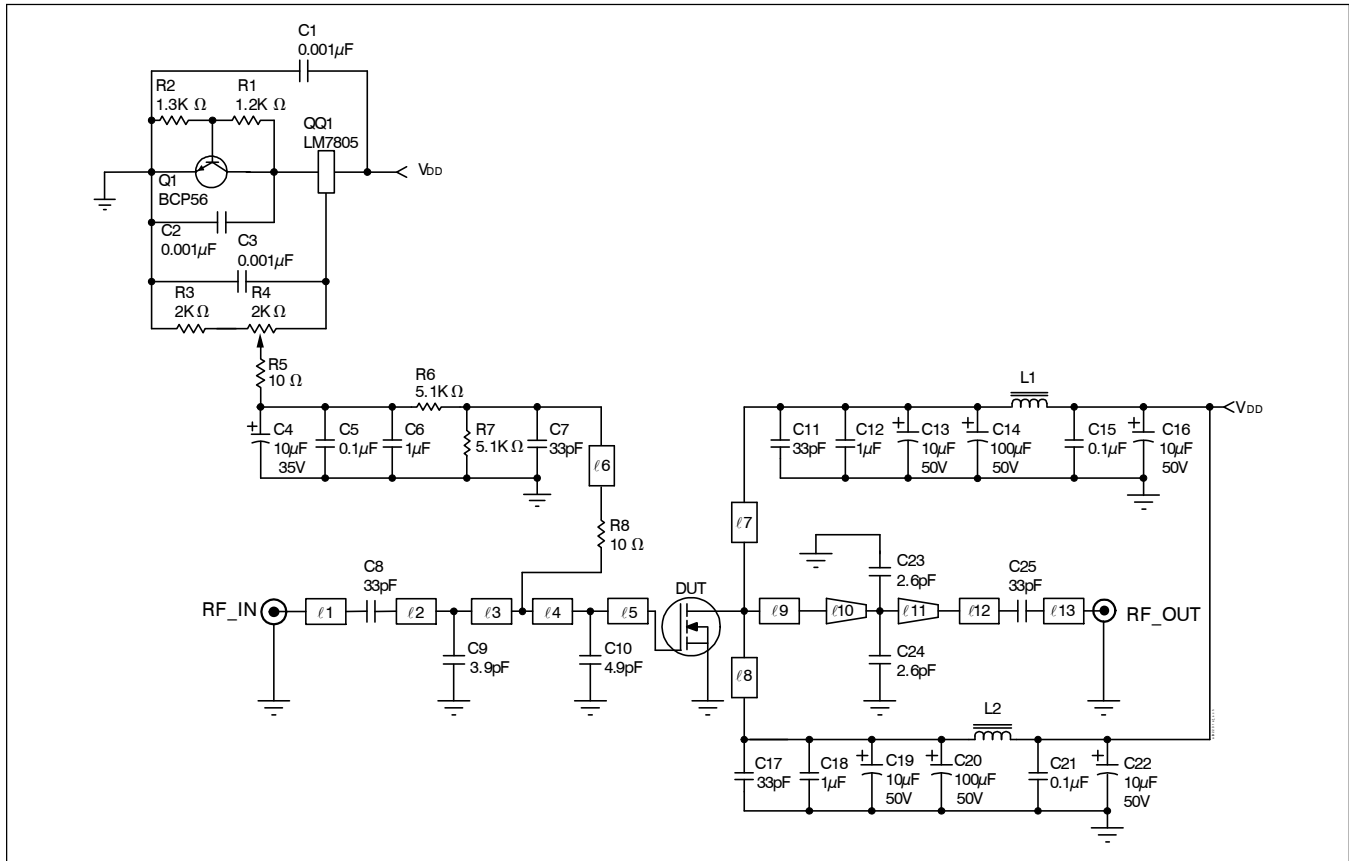 C1
0.001µF
R2
1.3K Ω
R1
1.2K Ω
QQ1
LM7805
VDD
Q1
BCP56
C2
0.001µF
C3
0.001µF
R3
2K Ω
R4
2K Ω
R5
10 Ω
R6
5.1K Ω
L1
VDD
C4
10µF
35V
C5
0.1µF
C6
1µF
R7
5.1K Ω
C7
33pF
ℓ6
C11
33pF
C12
1µF
C13
10µF
50V
C14
100µF
50V
C15
0.1µF
C16
10µF
50V
R8
10 Ω
ℓ7
C8
33pF
DUT
C23
2.6pF
C25
33pF
RF_IN
ℓ1
ℓ2
ℓ3
ℓ4
ℓ5
ℓ9
ℓ10
ℓ11
ℓ12
ℓ13
RF_OUT
C9
3.9pF
C10
4.9pF
ℓ8
C24
2.6pF
L2
C17
33pF
C18
1µF
C19
10µF
50V
C20
100µF
50V
C21
0.1µF
C22
10µF
50V